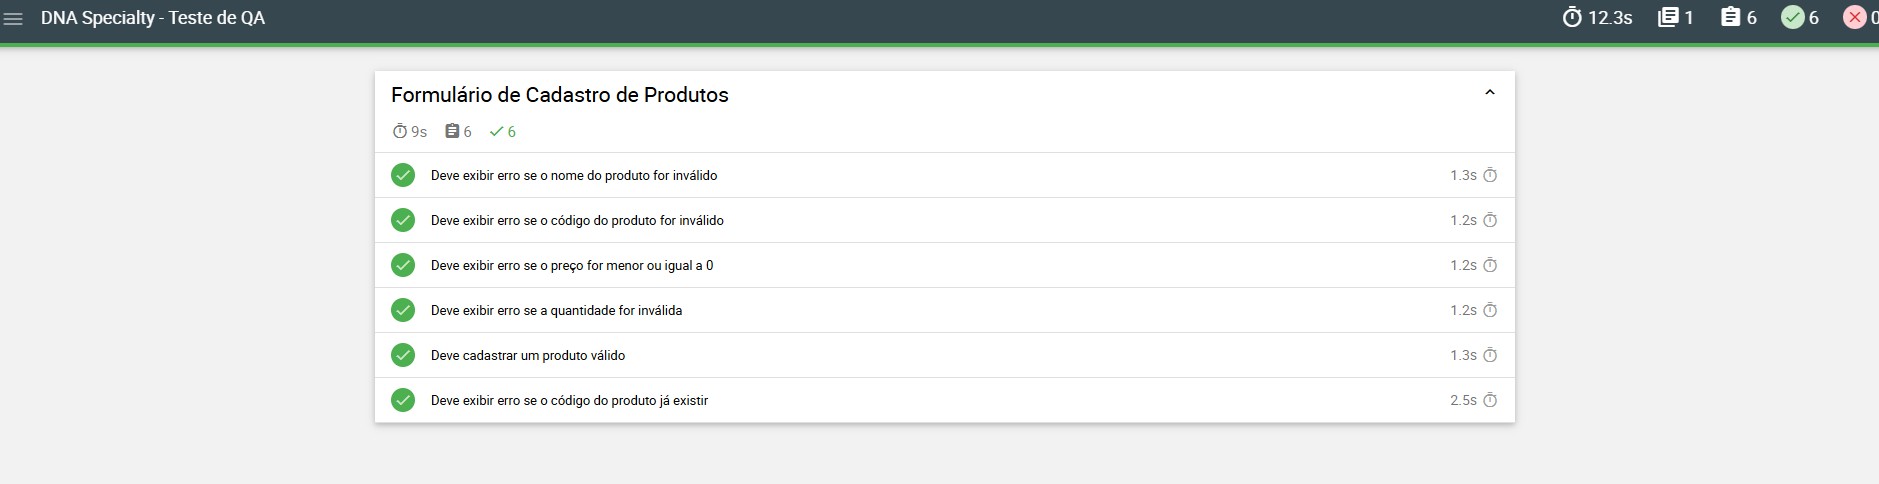 DNA Specialty - Teste de QA 12.3s 1 6 6 0
Formulário de Cadastro de Produtos
9s 6 6
Deve exibir erro se o nome do produto for inválido 1.3s
Deve exibir erro se o código do produto for inválido 1.2s
Deve exibir erro se o preço for menor ou igual a 0 1.2s
Deve exibir erro se a quantidade for inválida 1.2s
Deve cadastrar um produto válido 1.3s
Deve exibir erro se o código do produto já existir 2.5s